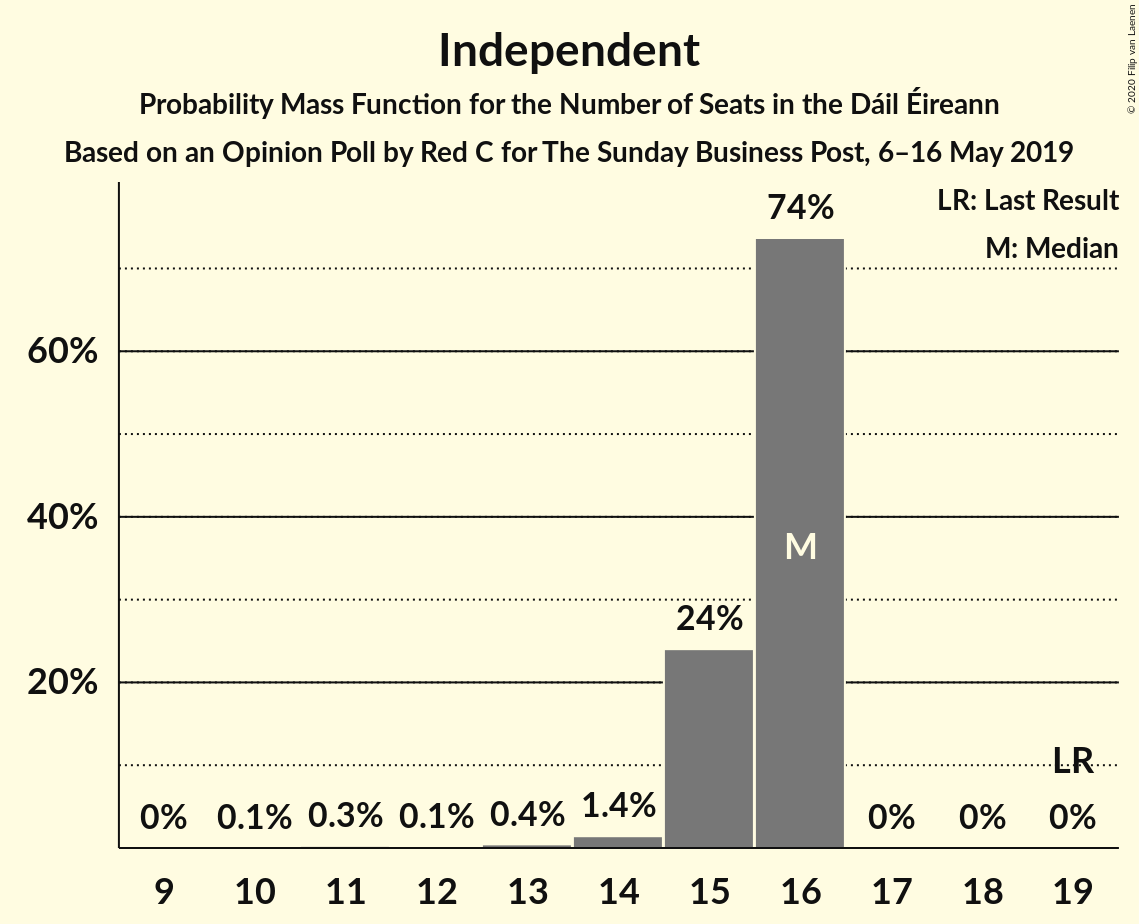 Independent
Probability Mass Function for the Number of Seats in the Dáil Éireann
Based on an Opinion Poll by Red C for The Sunday Business Post, 6–16 May 2019
© 2020 Filip van Laenen
LR: Last Result
M: Median
74%
60%
40%
M
24%
20%
LR
0% 0.1% 0.3% 0.1% 0.4% 1.4% 0% 0% 0%
9 10 11 12 13 14 15 16 17 18 19